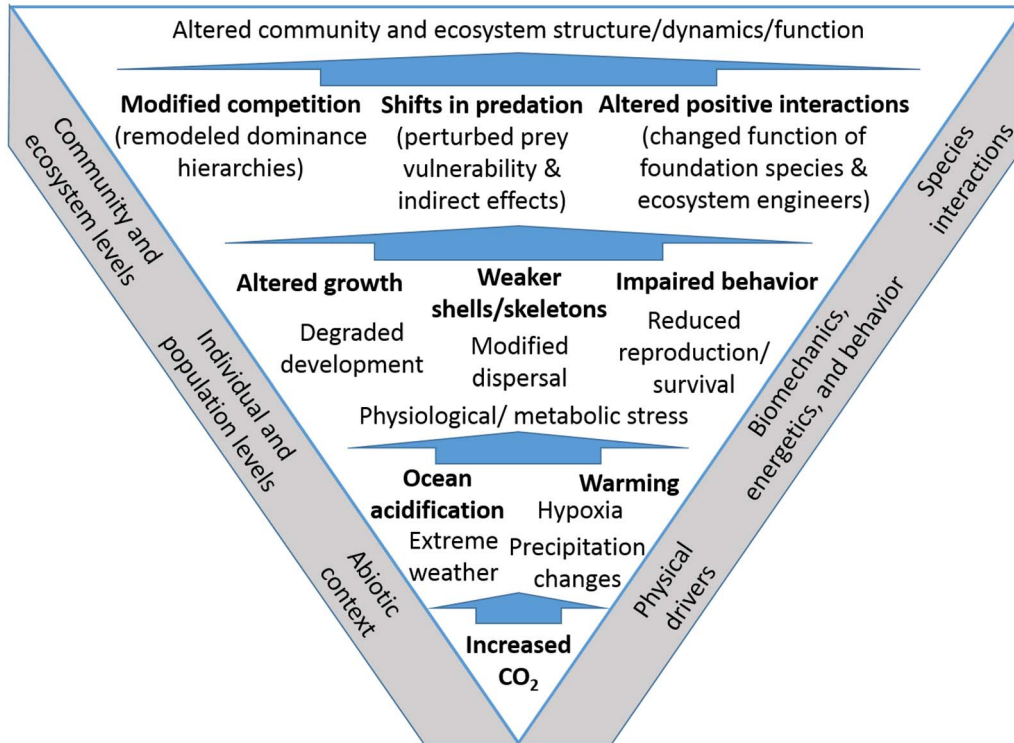 Altered community and ecosystem structure/dynamics/function
Modified competition
(remodeled dominance
hierarchies)
Shifts in predation
(perturbed prey
vulnerability &
indirect effects)
Altered positive interactions
(changed function of
foundation species &
ecosystem engineers)
Community and
ecosystem levels
Species
interactions
Altered growth
Degraded
development
Weaker
shells/skeletons
Modified
dispersal
Impaired behavior
Reduced
reproduction/
survival
Physiological/ metabolic stress
Individual and
population levels
Biomechanics,
energetics, and behavior
Ocean
acidification
Extreme
weather
Warming
Hypoxia
Precipitation
changes
Abiotic
context
Physical
drivers
Increased
CO₂